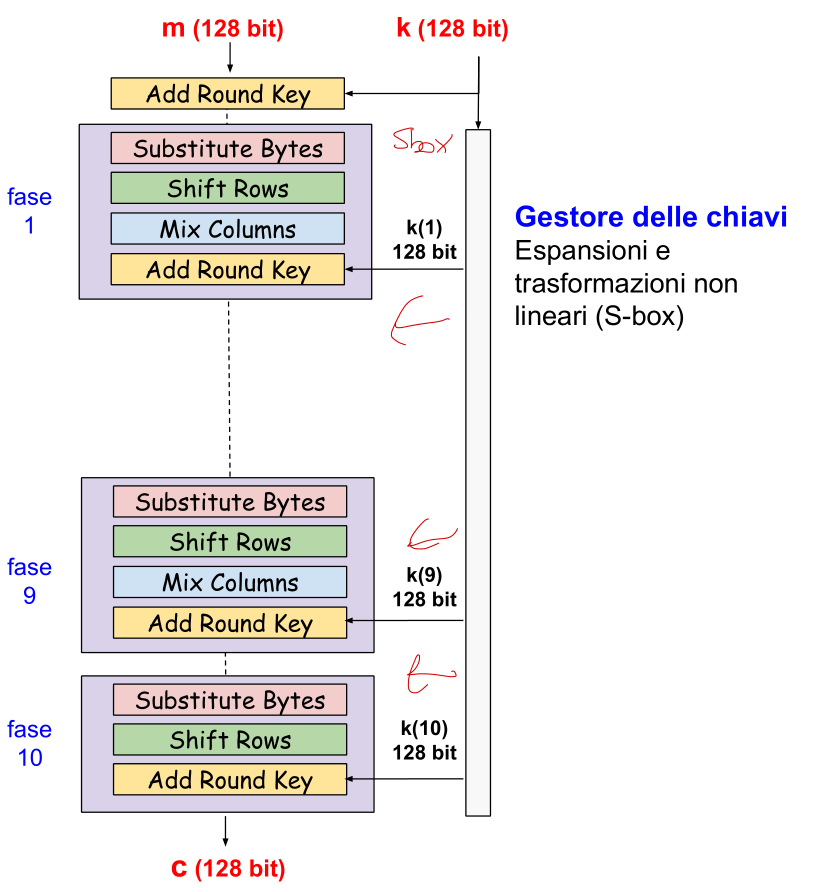 m (128 bit)
k (128 bit)
Add Round Key
fase
1
Substitute Bytes
Shift Rows
Mix Columns
Add Round Key
Sbox
k(1)
128 bit
Gestore delle chiavi
Espansioni e
trasformazioni non
lineari (S-box)
fase
9
Substitute Bytes
Shift Rows
Mix Columns
Add Round Key
k(9)
128 bit
fase
10
Substitute Bytes
Shift Rows
Add Round Key
k(10)
128 bit
c (128 bit)